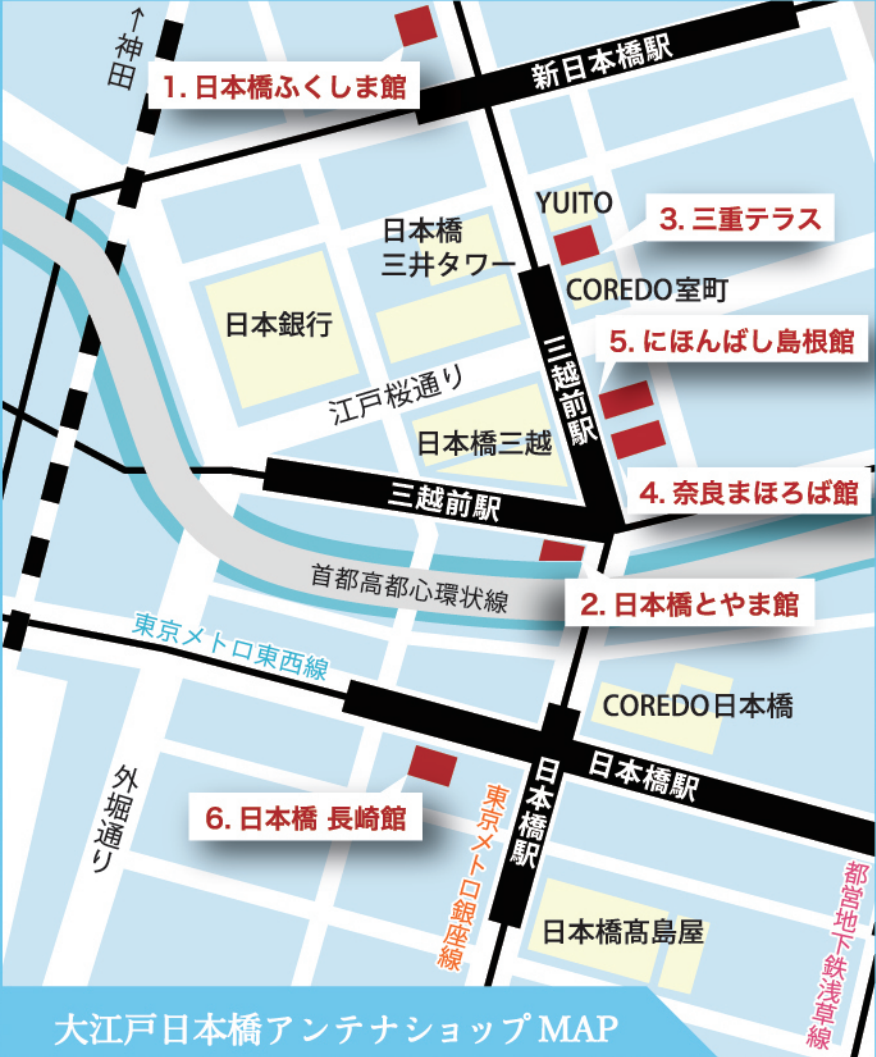 ↑神田
新日本橋駅
1. 日本橋ふくしま館
YUITO
3. 三重テラス
日本橋
三井タワー
COREDO室町
日本銀行
5. にほんばし島根館
三越前駅
江戸桜通り
日本橋三越
4. 奈良まほろば館
三越前駅
首都高都心環状線
2. 日本橋とやま館
東京メトロ東西線
COREDO日本橋
日本橋駅
外堀通り
6. 日本橋 長崎館
東京メトロ銀座線
日本橋駅
都営地下鉄浅草線
日本橋髙島屋
大江戸日本橋アンテナショップMAP